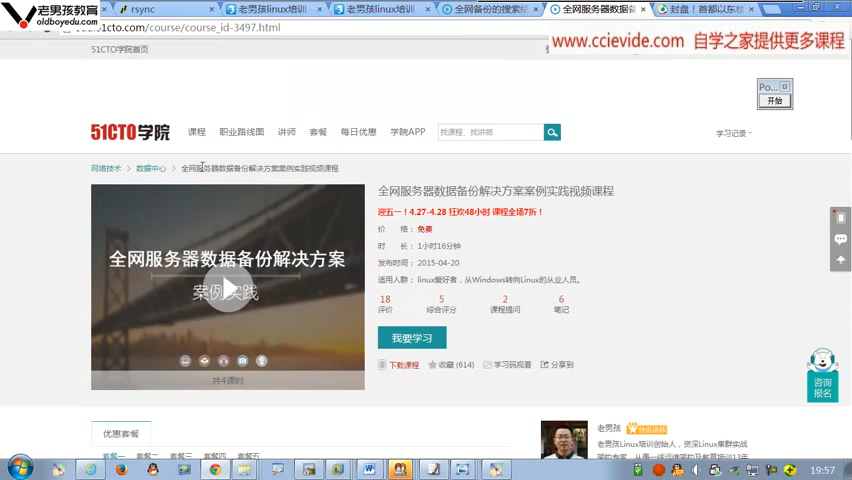 老男孩教育
oldboyedu.com
rsync
老男孩linux培训
老男孩linux培训
全网备份的搜索结
全网服务器数据备
封盘！首都以东楼
51cto.com/course/course_id-3497.html
www.ccievide.com 自学之家提供更多课程
51CTO学院首页
Po...
开始
51CTO学院
课程
职业路线图
讲师
套餐
每日优惠
学院APP
找课程、找讲师
学习记录
网络技术 > 数据中心 > 全网服务器数据备份解决方案案例实践视频课程
全网服务器数据备份解决方案案例实践视频课程
迎五一！4.27-4.28 狂欢48小时 课程全场7折！
价 格： 免费
全网服务器数据备份解决方案
时 长： 1小时16分钟
发布时间： 2015-04-20
案例实践
适用人群： linux爱好者，从Windows转向Linux的从业人员。
18 5 2 6
评价 综合评分 课程提问 笔记
我要学习
下载课程 收藏 (614) 学习码观看 分享到
共4课时
咨询
报名
优惠套餐
老男孩
老男孩Linux培训创始人，资深Linux集群实战
套餐一 套餐二 套餐三 套餐四 套餐五
19:57